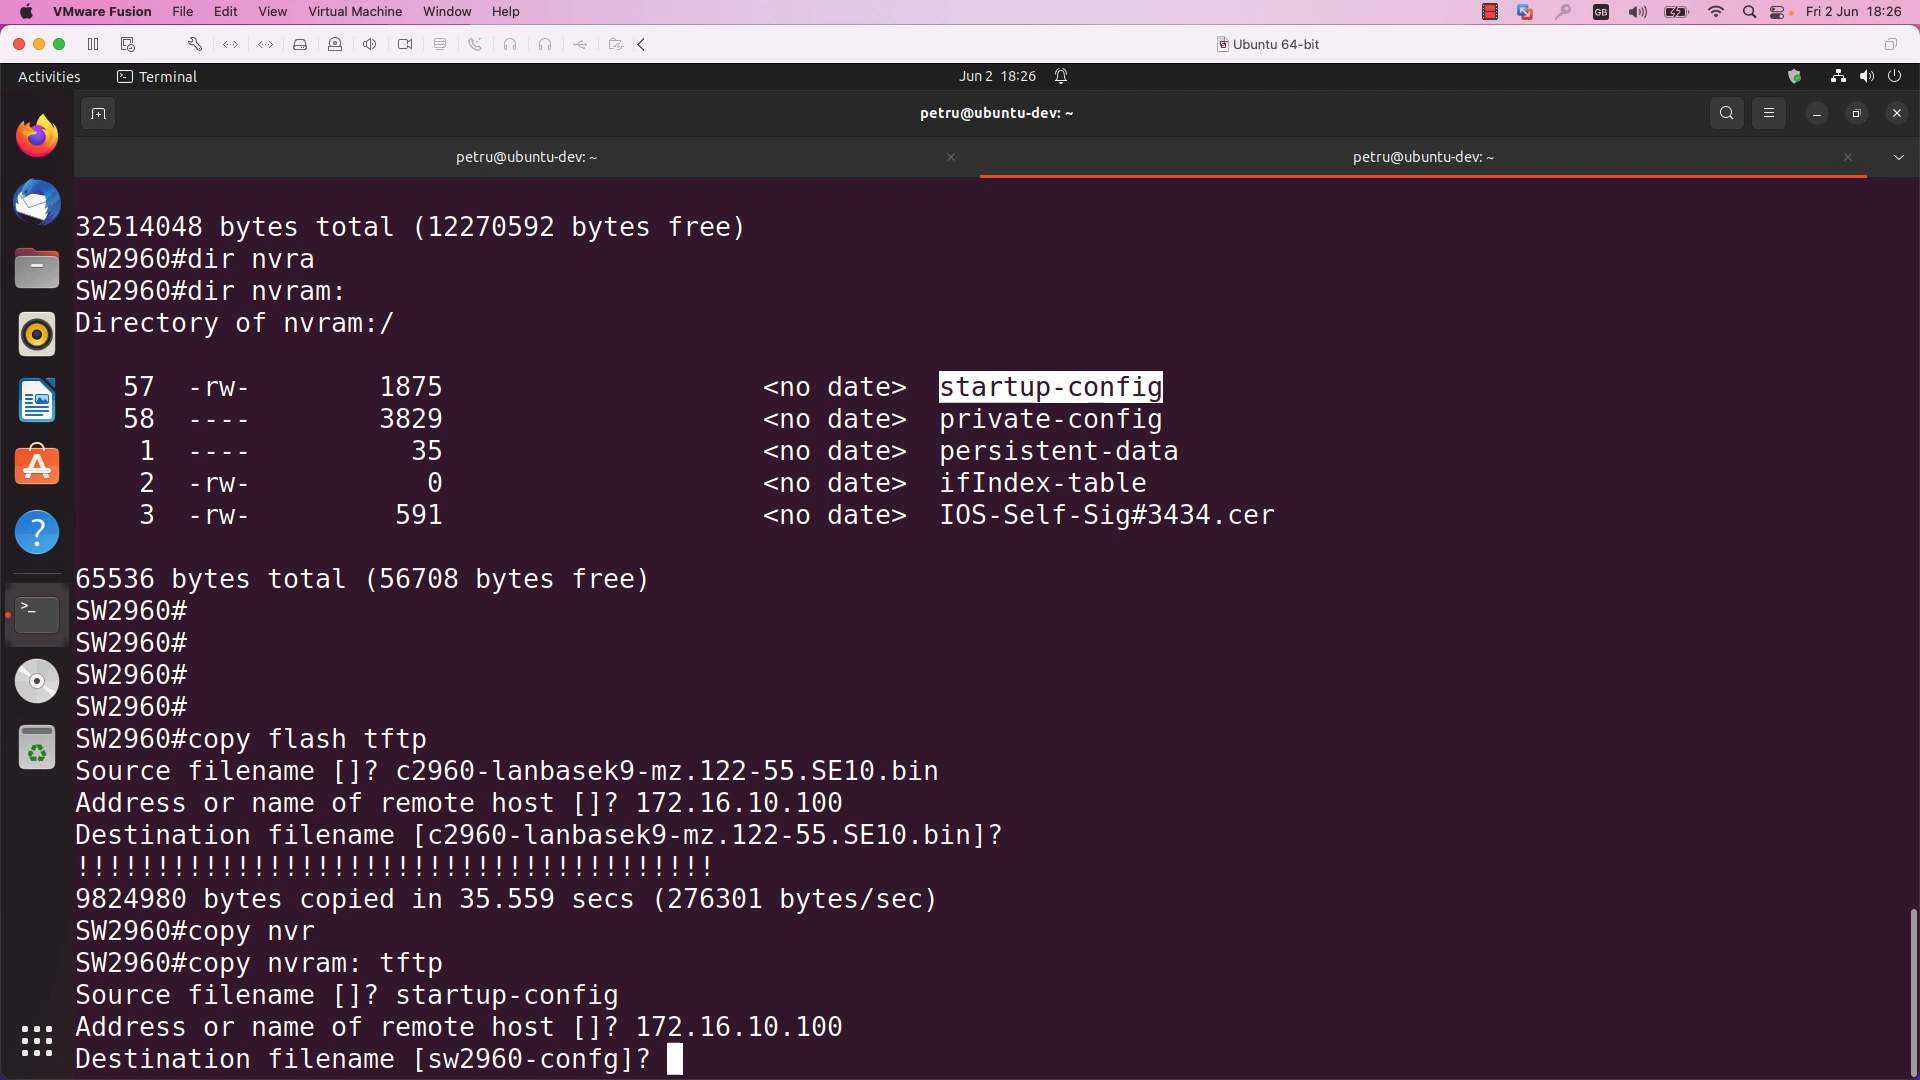 VMware Fusion File Edit View Virtual Machine Window Help GB Fri 2 Jun 18:26
Ubuntu 64-bit
Activities Terminal Jun 2 18:26
petru@ubuntu-dev: ~
petru@ubuntu-dev: ~ petru@ubuntu-dev: ~
32514048 bytes total (12270592 bytes free)
SW2960#dir nvra
SW2960#dir nvram:
Directory of nvram:/
57 -rw- 1875 <no date> startup-config
58 ---- 3829 <no date> private-config
1 ---- 35 <no date> persistent-data
2 -rw- 0 <no date> ifIndex-table
3 -rw- 591 <no date> IOS-Self-Sig#3434.cer
65536 bytes total (56708 bytes free)
SW2960#
SW2960#
SW2960#
SW2960#
SW2960#copy flash tftp
Source filename []? c2960-lanbasek9-mz.122-55.SE10.bin
Address or name of remote host []? 172.16.10.100
Destination filename [c2960-lanbasek9-mz.122-55.SE10.bin]?
!!!!!!!!!!!!!!!!!!!!!!!!!!!!!!!!!!!!!!!!
9824980 bytes copied in 35.559 secs (276301 bytes/sec)
SW2960#copy nvr
SW2960#copy nvram: tftp
Source filename []? startup-config
Address or name of remote host []? 172.16.10.100
Destination filename [sw2960-confg]?